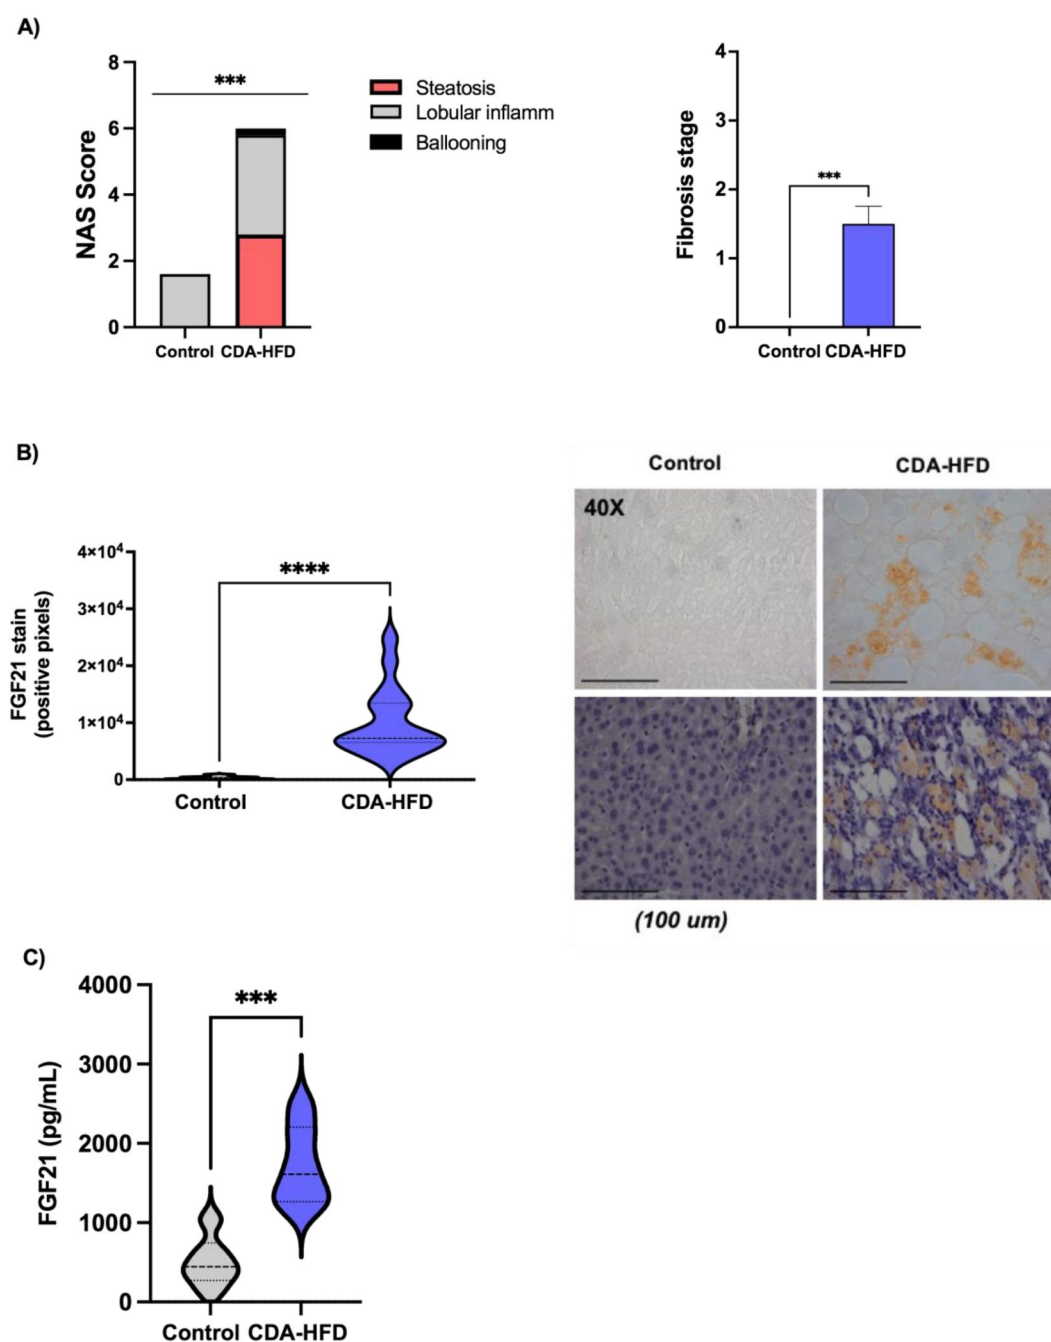 A)
***
8
6
4
2
0
NAS Score
Control CDA-HFD
Steatosis
Lobular inflamm
Ballooning
***
4
3
2
1
0
Fibrosis stage
Control CDA-HFD
B)
****
4×10⁴
3×10⁴
2×10⁴
1×10⁴
0
FGF21 stain
(positive pixels)
Control CDA-HFD
Control CDA-HFD
40X
(100 um)
C)
***
4000
3000
2000
1000
0
FGF21 (pg/mL)
Control CDA-HFD